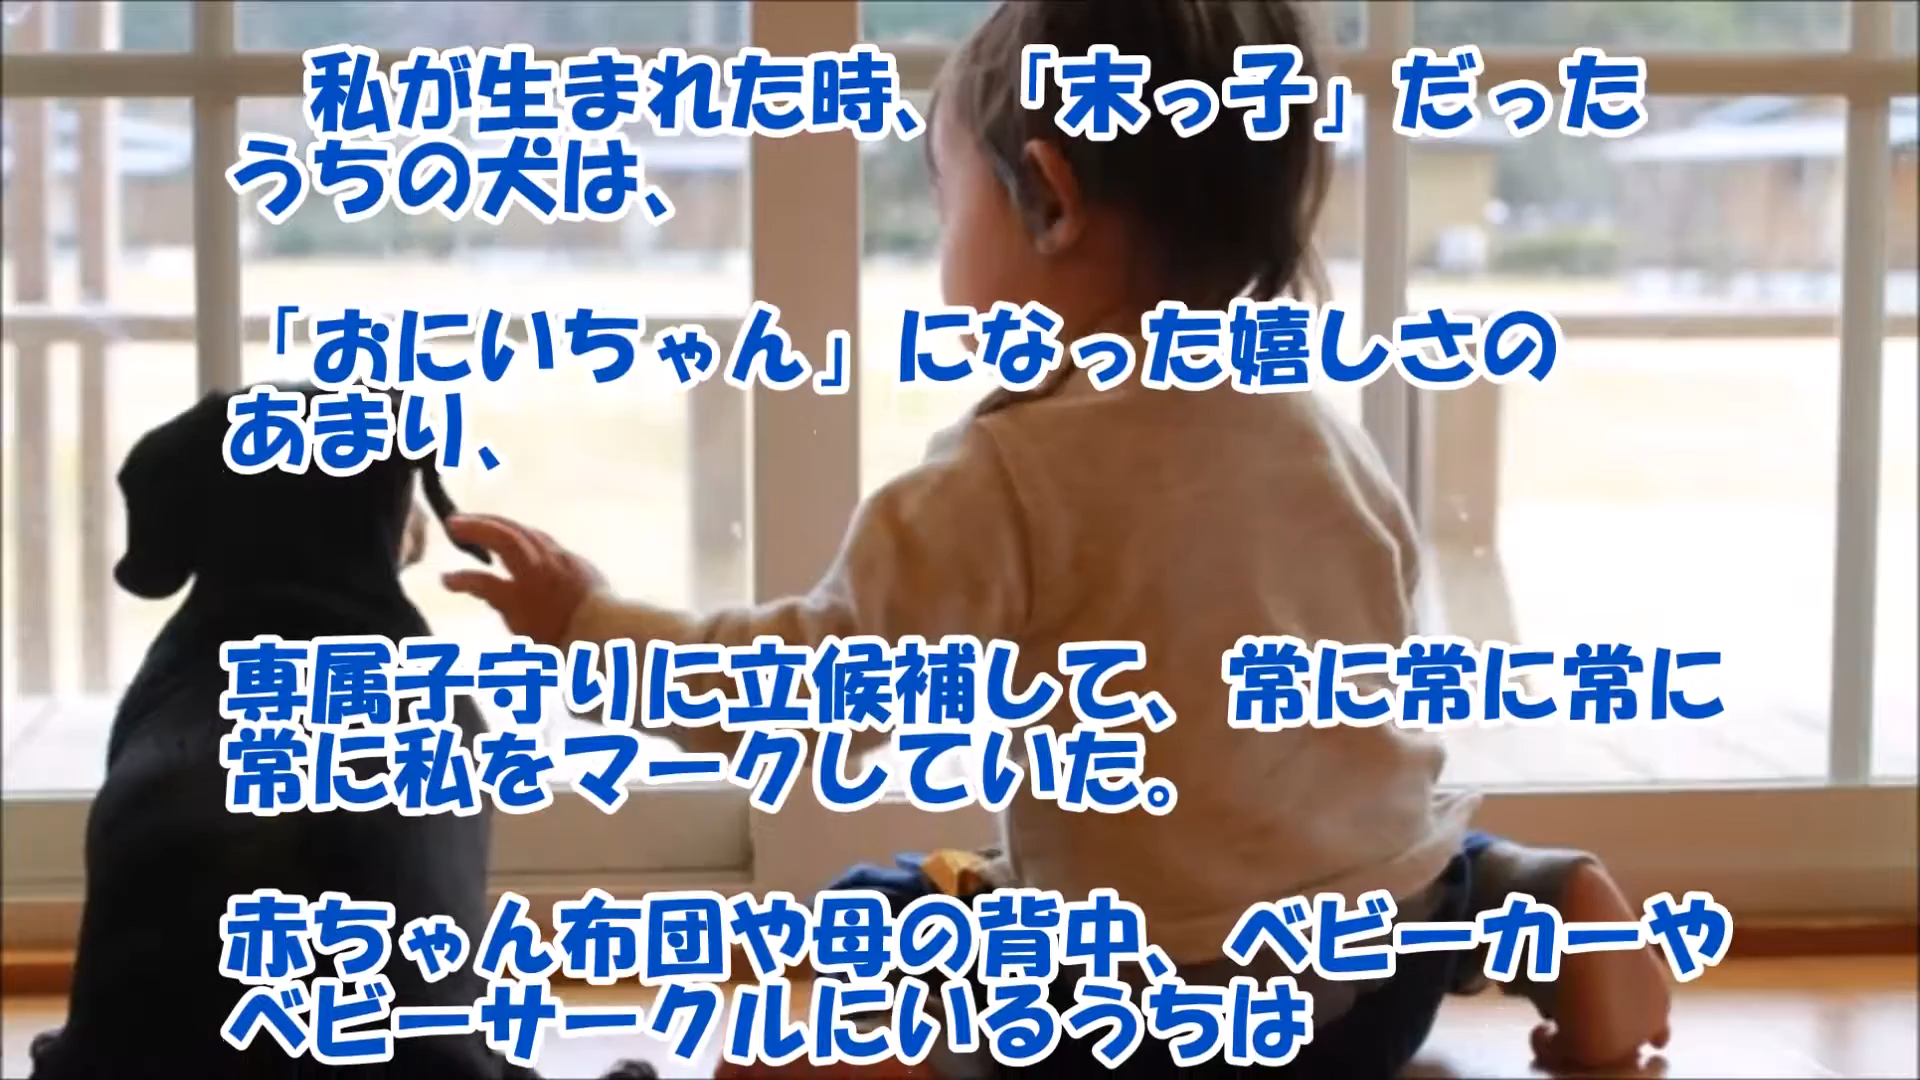 私が生まれた時、「末っ子」だった
うちの犬は、
「おにいちゃん」になった嬉しさの
あまり、
専属子守りに立候補して、常に常に常に
常に私をマークしていた。
赤ちゃん布団や母の背中、ベビーカーや
ベビーサークルにいるうちは